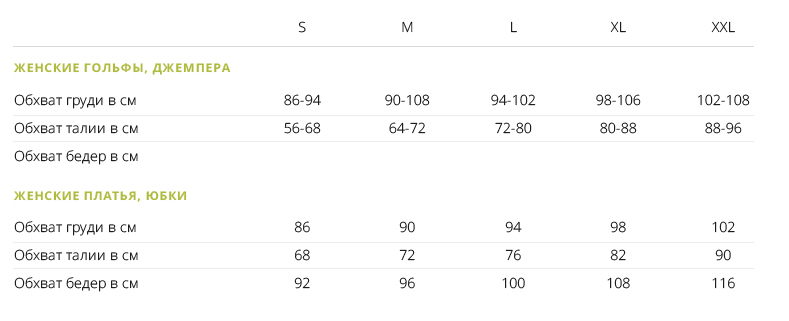 S M L XL XXL
ЖЕНСКИЕ ГОЛЬФЫ, ДЖЕМПЕРА
Обхват груди в см 86-94 90-108 94-102 98-106 102-108
Обхват талии в см 56-68 64-72 72-80 80-88 88-96
Обхват бедер в см
ЖЕНСКИЕ ПЛАТЬЯ, ЮБКИ
Обхват груди в см 86 90 94 98 102
Обхват талии в см 68 72 76 82 90
Обхват бедер в см 92 96 100 108 116